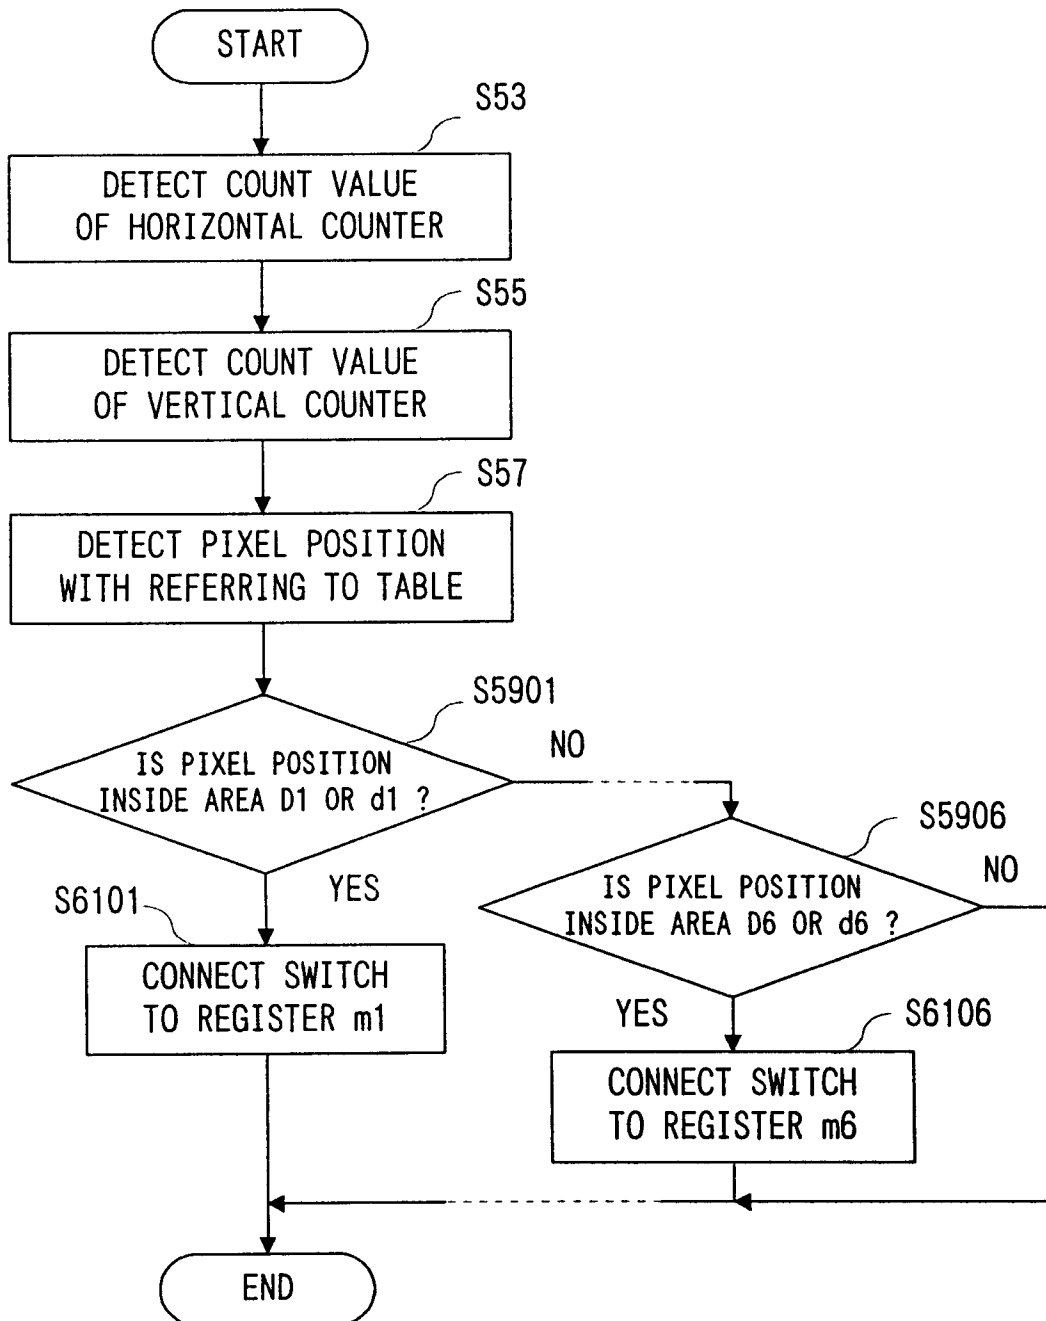 START
S53
DETECT COUNT VALUE
OF HORIZONTAL COUNTER
S55
DETECT COUNT VALUE
OF VERTICAL COUNTER
S57
DETECT PIXEL POSITION
WITH REFERRING TO TABLE
S5901
IS PIXEL POSITION
INSIDE AREA D1 OR d1 ?
NO
S5906
IS PIXEL POSITION
INSIDE AREA D6 OR d6 ?
NO
YES
S6101
CONNECT SWITCH
TO REGISTER m1
YES
S6106
CONNECT SWITCH
TO REGISTER m6
END